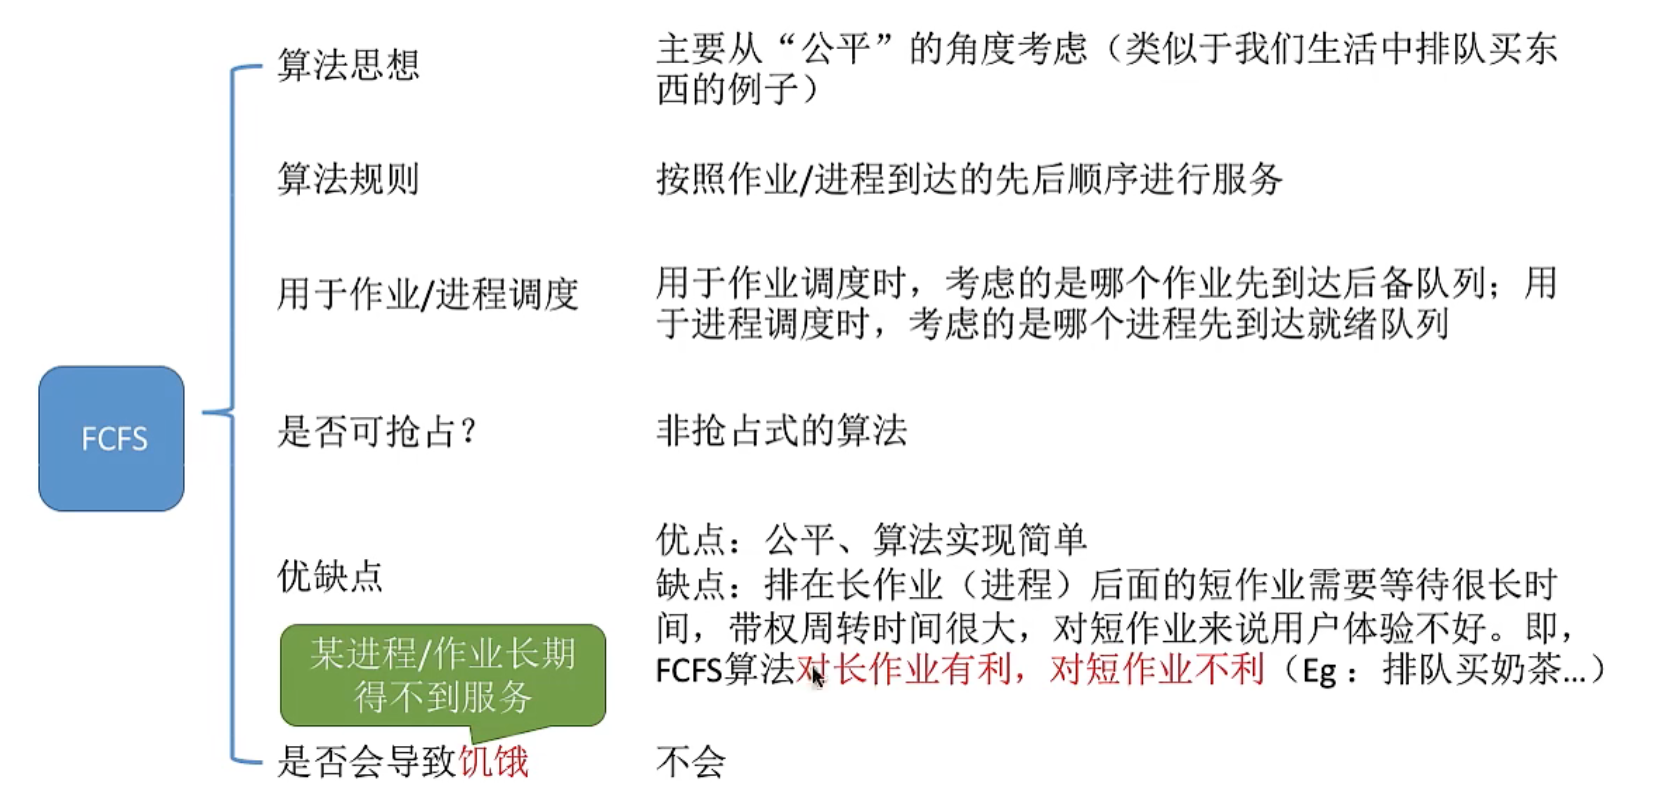 算法思想
主要从“公平”的角度考虑（类似于我们生活中排队买东
西的例子）
算法规则
按照作业/进程到达的先后顺序进行服务
用于作业/进程调度
用于作业调度时，考虑的是哪个作业先到达后备队列；用
于进程调度时，考虑的是哪个进程先到达就绪队列
FCFS
是否可抢占？
非抢占式的算法
优缺点
优点：公平、算法实现简单
缺点：排在长作业（进程）后面的短作业需要等待很长时
间，带权周转时间很大，对短作业来说用户体验不好。即，
FCFS算法对长作业有利，对短作业不利（Eg：排队买奶茶...）
某进程/作业长期
得不到服务
是否会导致饥饿
不会